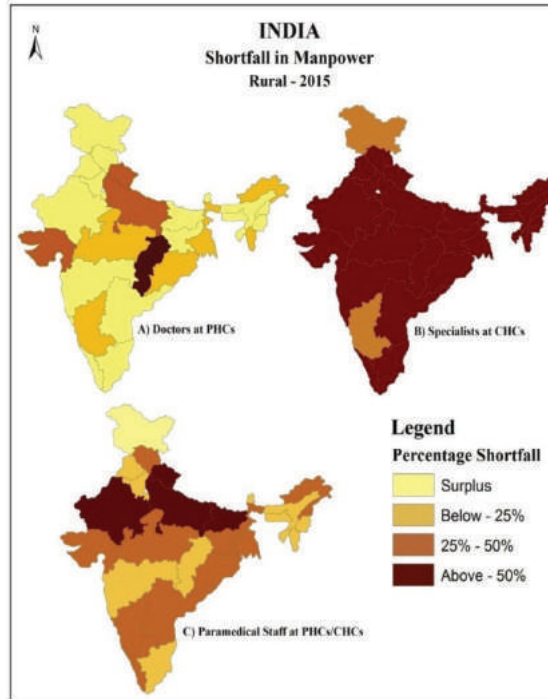 N
INDIA
Shortfall in Manpower
Rural - 2015
A) Doctors at PHCs
B) Specialists at CHCs
Legend
Percentage Shortfall
Surplus
Below - 25%
25% - 50%
Above - 50%
C) Paramedical Staff at PHCs/CHCs